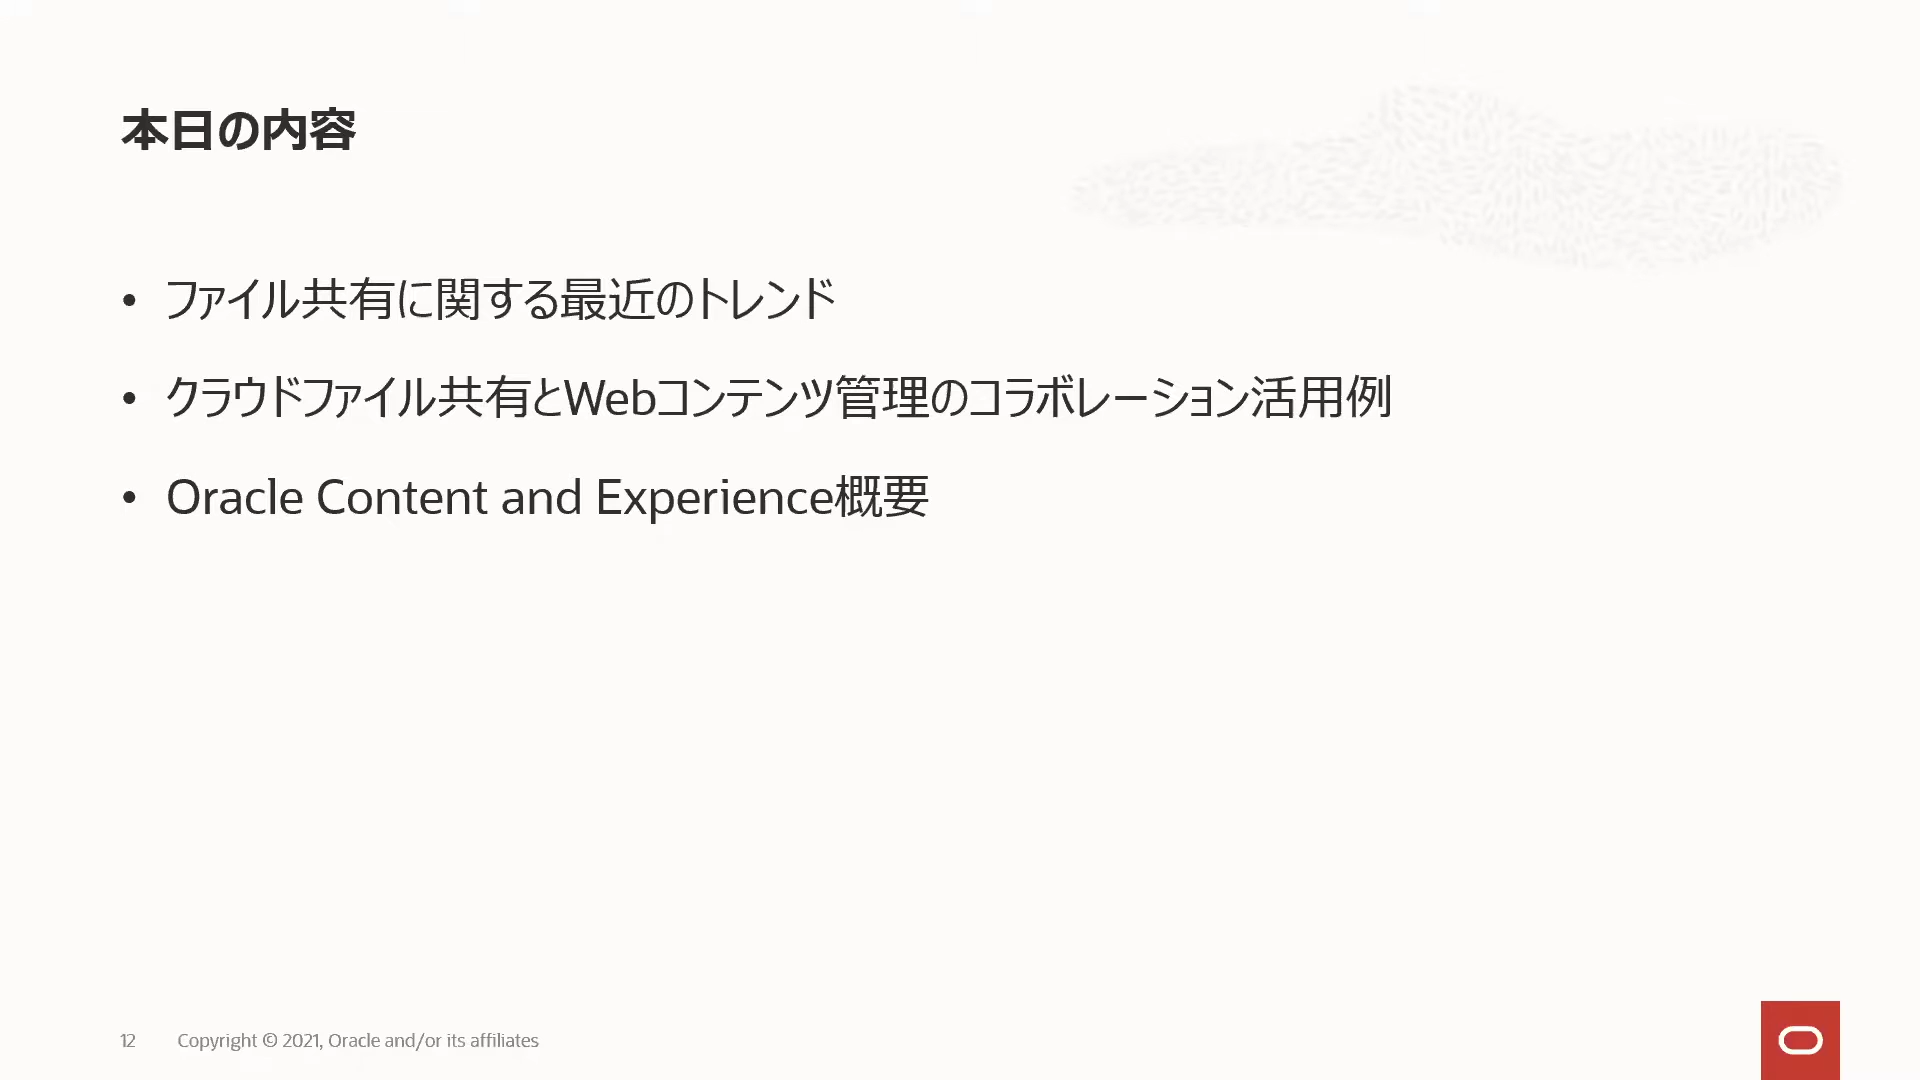 本日の内容
• ファイル共有に関する最近のトレンド
• クラウドファイル共有とWebコンテンツ管理のコラボレーション活用例
• Oracle Content and Experience概要
12 Copyright © 2021, Oracle and/or its affiliates